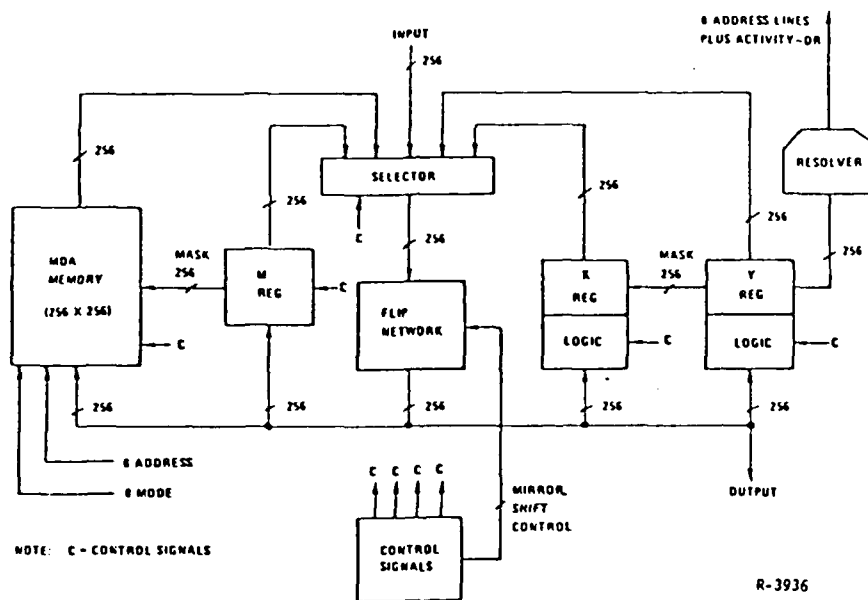 8 ADDRESS LINES
PLUS ACTIVITY-OR
INPUT
256
RESOLVER
SELECTOR
256
256
256
256
256
C
256
MDA
MEMORY
(256 X 256)
MASK
256
M
REG
C
FLIP
NETWORK
X
REG
MASK
256
Y
REG
C
LOGIC
C
LOGIC
C
256
256
256
256
256
8 ADDRESS
8 MODE
C C C C
MIRROR,
SHIFT
CONTROL
OUTPUT
NOTE: C - CONTROL SIGNALS
CONTROL
SIGNALS
R-3936